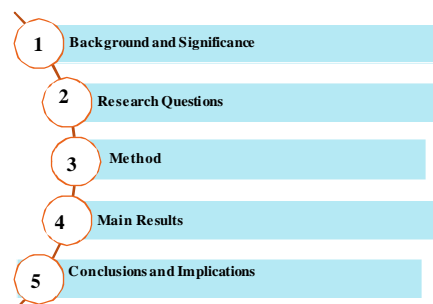 1 Background and Significance
2 Research Questions
3 Method
4 Main Results
5 Conclusions and Implications